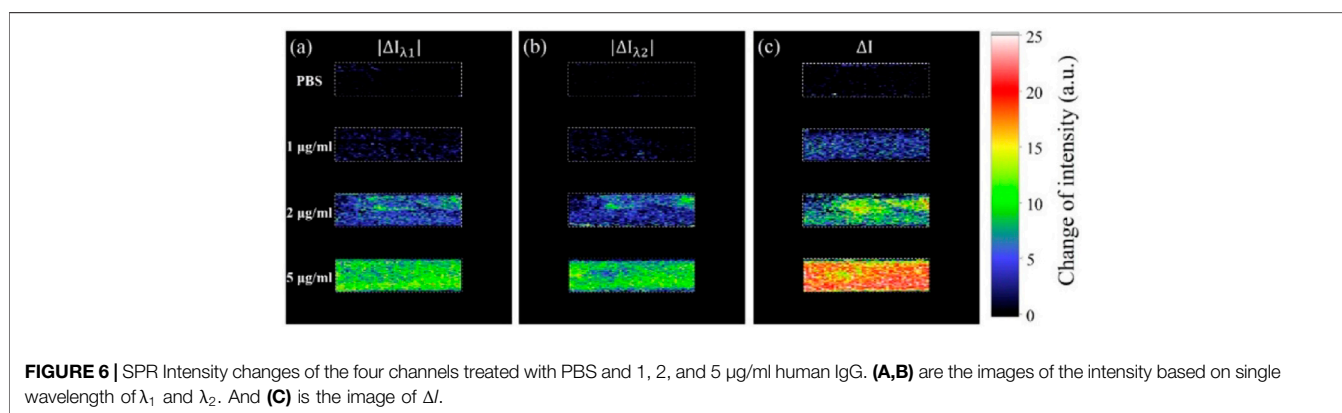 (a) |ΔI_λ1| (b) |ΔI_λ2| (c) ΔI
PBS
1 μg/ml
2 μg/ml
5 μg/ml
25
20
15
10
5
0
Change of intensity (a.u.)
FIGURE 6 | SPR Intensity changes of the four channels treated with PBS and 1, 2, and 5 μg/ml human IgG. (A,B) are the images of the intensity based on single
wavelength of λ₁ and λ₂. And (C) is the image of ΔI.